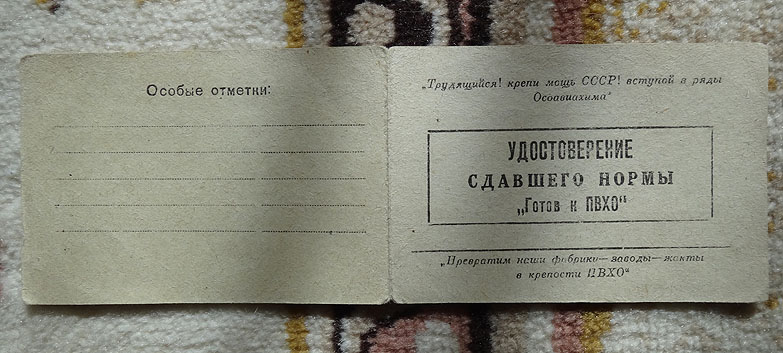 Особые отметки:
„Трудящийся! крепи мощь СССР! вступой в ряды
Осоавиахима“
УДОСТОВЕРЕНИЕ
СДАВШЕГО НОРМЫ
„Готов к ПВХО“
„Превратим наши фабрики—заводы—жакты
в крепости ПВХО“